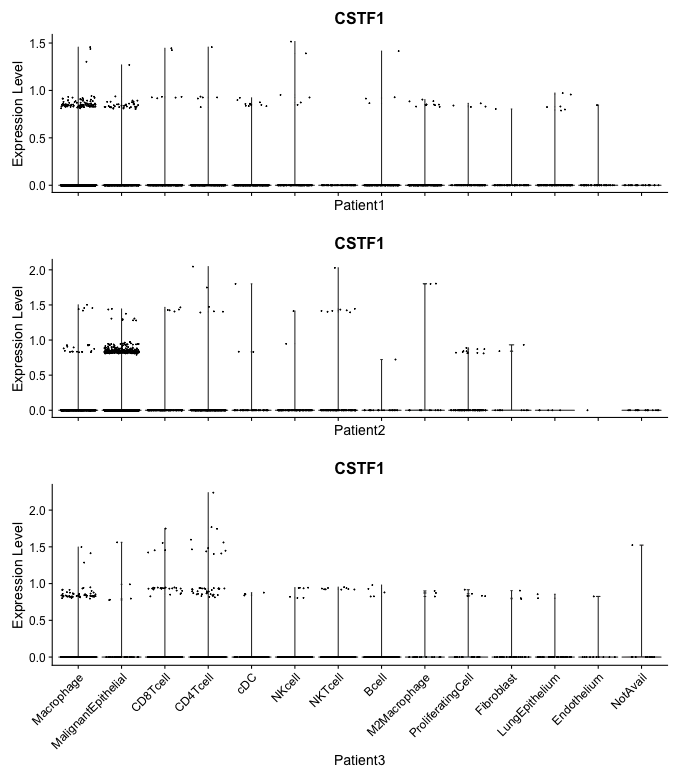 CSTF1
Expression Level
1.5
1.0
0.5
0.0
Patient1
CSTF1
Expression Level
2.0
1.5
1.0
0.5
0.0
Patient2
CSTF1
Expression Level
2.0
1.5
1.0
0.5
0.0
Macrophage
MalignantEpithelial
CD8Tcell
CD4Tcell
cDC
NKcell
NKTcell
Bcell
M2Macrophage
ProliferatingCell
Fibroblast
LungEpithelium
Endothelium
NotAvail
Patient3